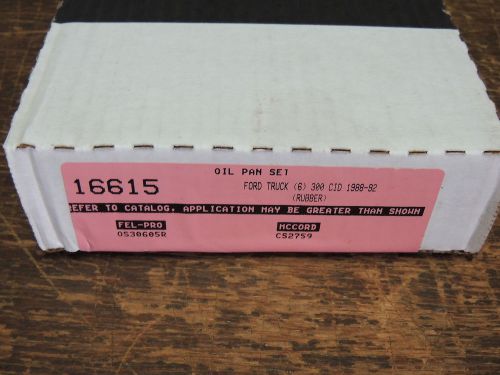 OIL PAN SET
16615
FORD TRUCK (6) 300 CID 1988-92
(RUBBER)
REFER TO CATALOG. APPLICATION MAY BE GREATER THAN SHOWN
FEL-PRO MCCORD
OS30605R CS2759